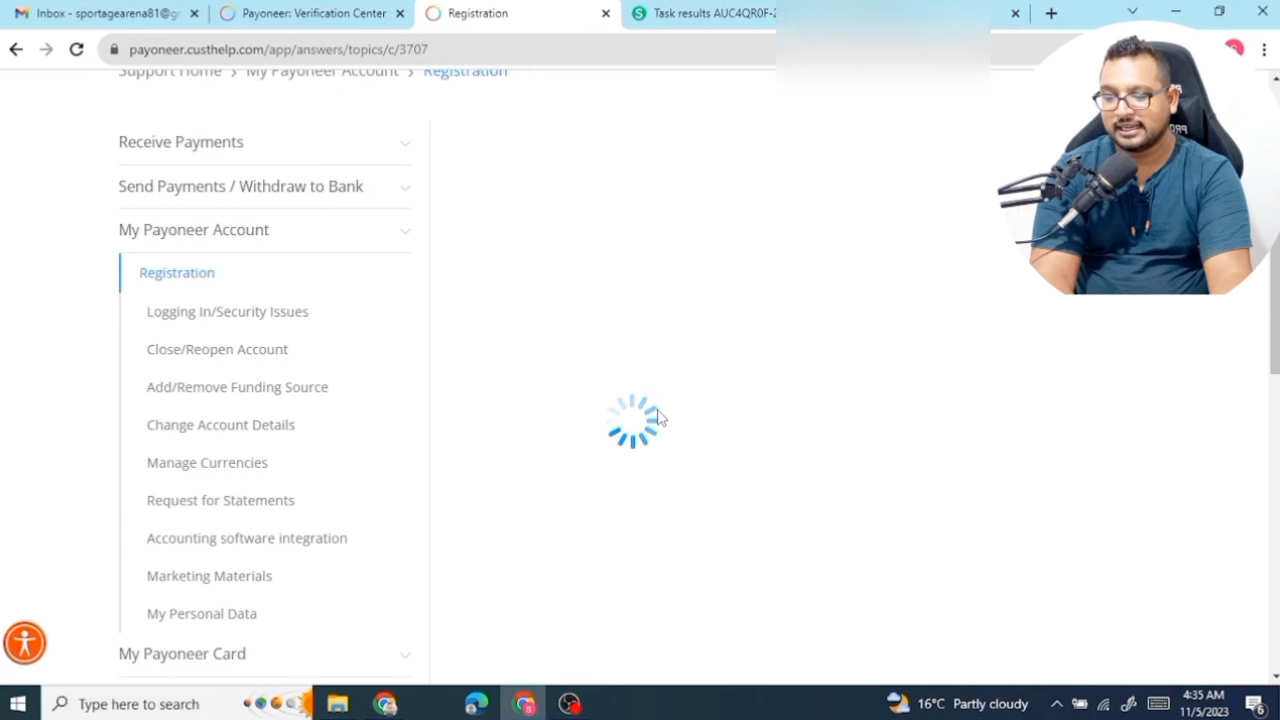 Inbox - sportagearena81@g
Payoneer: Verification Center
Registration
Task results AUC4QR0F-2
payoneer.custhelp.com/app/answers/topics/c/3707
Support Home > My Payoneer Account > Registration
Receive Payments
Send Payments / Withdraw to Bank
My Payoneer Account
Registration
Logging In/Security Issues
Close/Reopen Account
Add/Remove Funding Source
Change Account Details
Manage Currencies
Request for Statements
Accounting software integration
Marketing Materials
My Personal Data
My Payoneer Card
Type here to search
16°C Partly cloudy
4:35 AM
11/5/2023
6